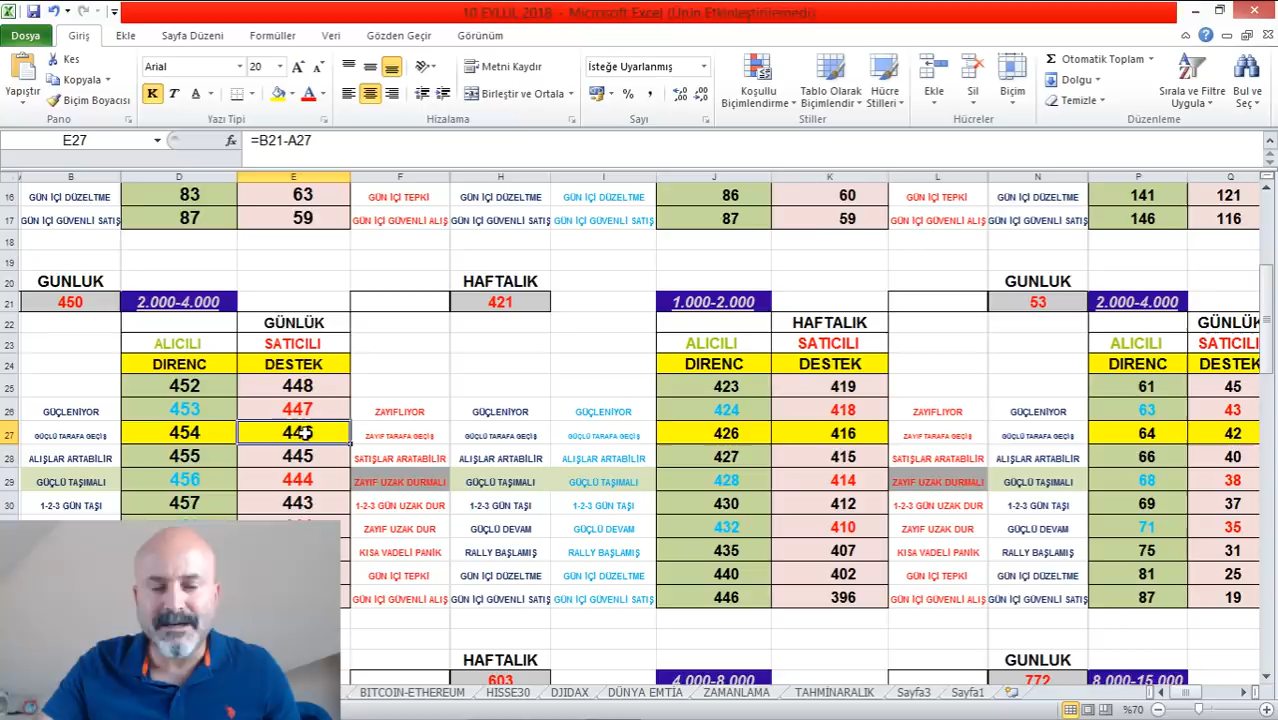 10 EYLÜL 2018 - Microsoft Excel (Ürün Etkinleştirilemedi)
Dosya Giriş Ekle Sayfa Düzeni Formüller Veri Gözden Geçir Görünüm
Yapıştır Kes Kopyala Biçim Boyacısı Pano
Arial 20 K T A Yazı Tipi
Metni Kaydır Birleştir ve Ortala Hizalama
İsteğe Uyarlanmış % Sayı
Koşullu Biçimlendirme Tablo Olarak Biçimlendir Hücre Stilleri Stiller
Ekle Sil Biçim Hücreler
Otomatik Toplam Dolgu Temizle Sırala ve Filtre Uygula Bul ve Seç Düzenleme
E27 fx =B21-A27
B D E F H I J K L N P Q
16 GÜN İÇİ DÜZELTME 83 63 GÜN İÇİ TEPKİ GÜN İÇİ DÜZELTME GÜN İÇİ DÜZELTME 86 60 GÜN İÇİ TEPKİ GÜN İÇİ DÜZELTME 141 121
17 GÜN İÇİ GÜVENLİ SATIŞ 87 59 GÜN İÇİ GÜVENLİ ALIŞ GÜN İÇİ GÜVENLİ SATIŞ GÜN İÇİ GÜVENLİ SATIŞ 87 59 GÜN İÇİ GÜVENLİ ALIŞ GÜN İÇİ GÜVENLİ SATIŞ 146 116
18
19
20 GUNLUK HAFTALIK GUNLUK
21 450 2.000-4.000 421 1.000-2.000 53 2.000-4.000
22 GÜNLÜK HAFTALIK GÜNLÜK
23 ALICILI SATICILI ALICILI SATICILI ALICILI SATICILI
24 DIRENC DESTEK DIRENC DESTEK DIRENC DESTEK
25 452 448 423 419 61 45
26 GÜÇLENİYOR 453 447 ZAYIFLIYOR GÜÇLENİYOR GÜÇLENİYOR 424 418 ZAYIFLIYOR GÜÇLENİYOR 63 43
27 GÜÇLÜ TARAFA GEÇİŞ 454 ZAYIF TARAFA GEÇİŞ GÜÇLÜ TARAFA GEÇİŞ GÜÇLÜ TARAFA GEÇİŞ 426 416 ZAYIF TARAFA GEÇİŞ GÜÇLÜ TARAFA GEÇİŞ 64 42
28 ALIŞLAR ARTABİLİR 455 445 SATIŞLAR ARATABİLİR ALIŞLAR ARTABİLİR ALIŞLAR ARTABİLİR 427 415 SATIŞLAR ARATABİLİR ALIŞLAR ARTABİLİR 66 40
29 GÜÇLÜ TAŞIMALI 456 444 ZAYIF UZAK DURMALI GÜÇLÜ TAŞIMALI GÜÇLÜ TAŞIMALI 428 414 ZAYIF UZAK DURMALI GÜÇLÜ TAŞIMALI 68 38
30 1-2-3 GÜN TAŞI 457 443 1-2-3 GÜN UZAK DUR 1-2-3 GÜN TAŞI 1-2-3 GÜN TAŞI 430 412 1-2-3 GÜN UZAK DUR 1-2-3 GÜN TAŞI 69 37
ZAYIF UZAK DUR GÜÇLÜ DEVAM GÜÇLÜ DEVAM 432 410 ZAYIF UZAK DUR GÜÇLÜ DEVAM 71 35
KISA VADELİ PANİK RALLY BAŞLAMIŞ RALLY BAŞLAMIŞ 435 407 KISA VADELİ PANİK RALLY BAŞLAMIŞ 75 31
GÜN İÇİ TEPKİ GÜN İÇİ DÜZELTME GÜN İÇİ DÜZELTME 440 402 GÜN İÇİ TEPKİ GÜN İÇİ DÜZELTME 81 25
GÜN İÇİ GÜVENLİ ALIŞ GÜN İÇİ GÜVENLİ SATIŞ GÜN İÇİ GÜVENLİ SATIŞ 446 396 GÜN İÇİ GÜVENLİ ALIŞ GÜN İÇİ GÜVENLİ SATIŞ 87 19
HAFTALIK GUNLUK
603 4.000-8.000 772 8.000-15.000
BITCOIN-ETHEREUM HISSE30 DJIDAX DÜNYA EMTİA ZAMANLAMA TAHMİNARALIK Sayfa3 Sayfa1
%70